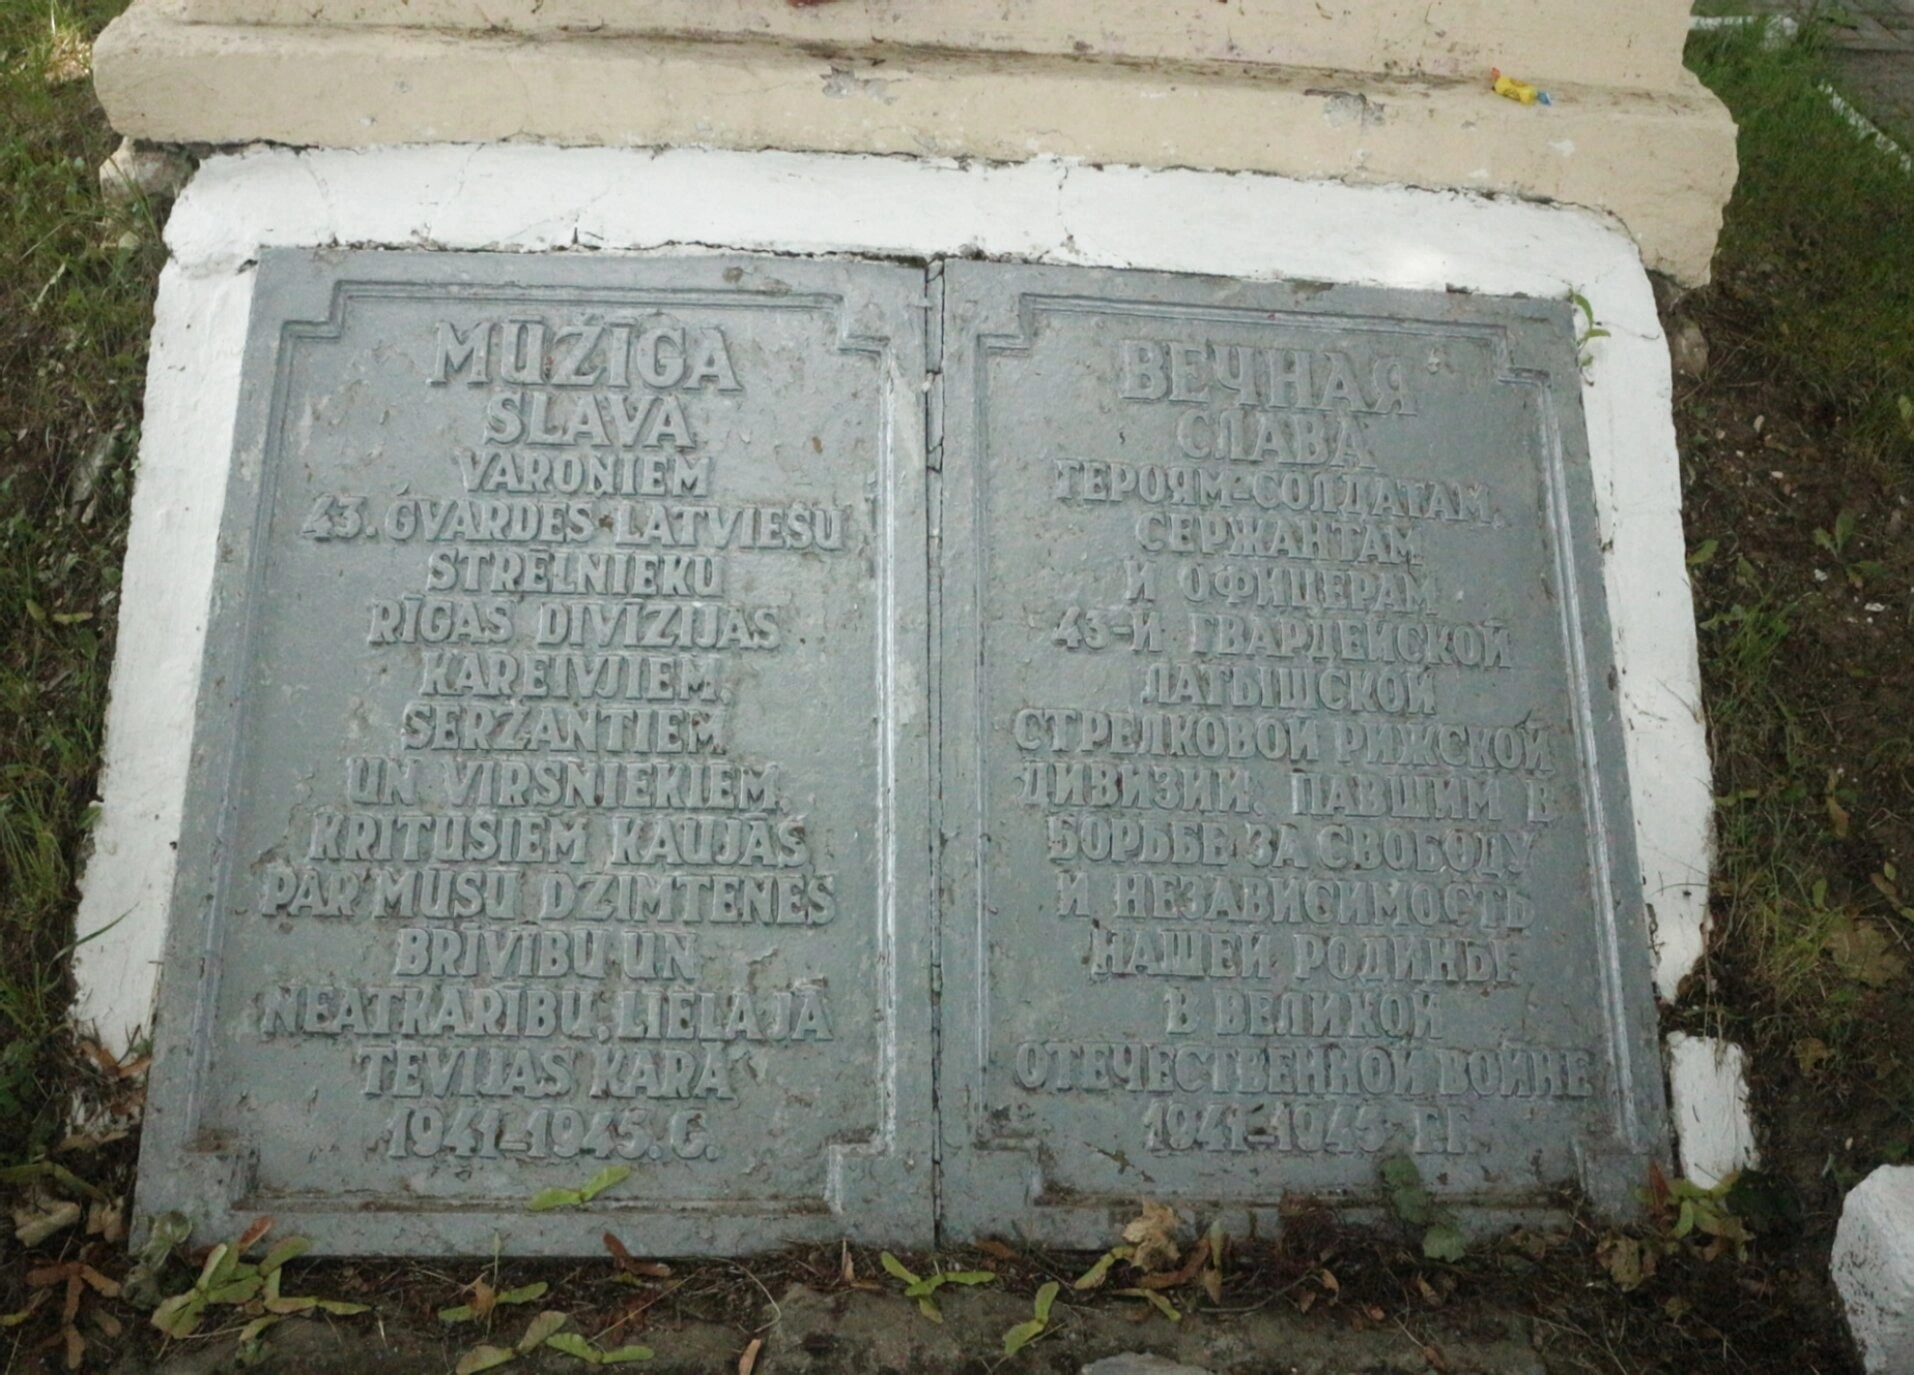 MŪŽĪGA
SLAVA
VAROŅIEM
43. GVARDES LATVIEŠU
STRĒLNIEKU
RĪGAS DIVĪZIJAS
KAREIVJIEM,
SERŽANTIEM
UN VIRSNIEKIEM,
KRITUŠIEM KAUJĀS
PAR MŪSU DZIMTENES
BRĪVĪBU UN
NEATKARĪBU, LIELAJĀ
TĒVIJAS KARĀ
1941–1945. G.
ВЕЧНАЯ
СЛАВА
ГЕРОЯМ-СОЛДАТАМ,
СЕРЖАНТАМ
И ОФИЦЕРАМ
43-Й ГВАРДЕЙСКОЙ
ЛАТЫШСКОЙ
СТРЕЛКОВОЙ РИЖСКОЙ
ДИВИЗИИ, ПАВШИМ В
БОРЬБЕ ЗА СВОБОДУ
И НЕЗАВИСИМОСТЬ
НАШЕЙ РОДИНЫ
В ВЕЛИКОЙ
ОТЕЧЕСТВЕННОЙ ВОЙНЕ
1941–1945 Г.Г.